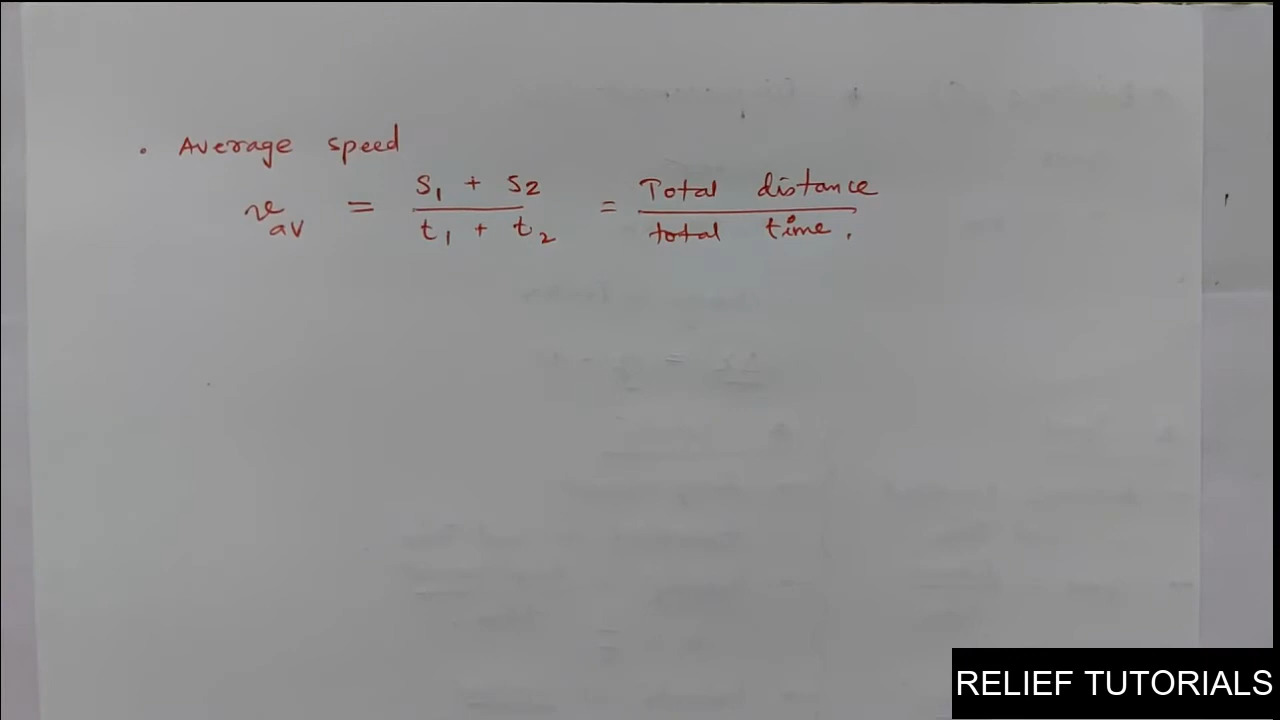 . Average speed
v_av = (s₁ + s₂) / (t₁ + t₂) = Total distance / total time.
RELIEF TUTORIALS